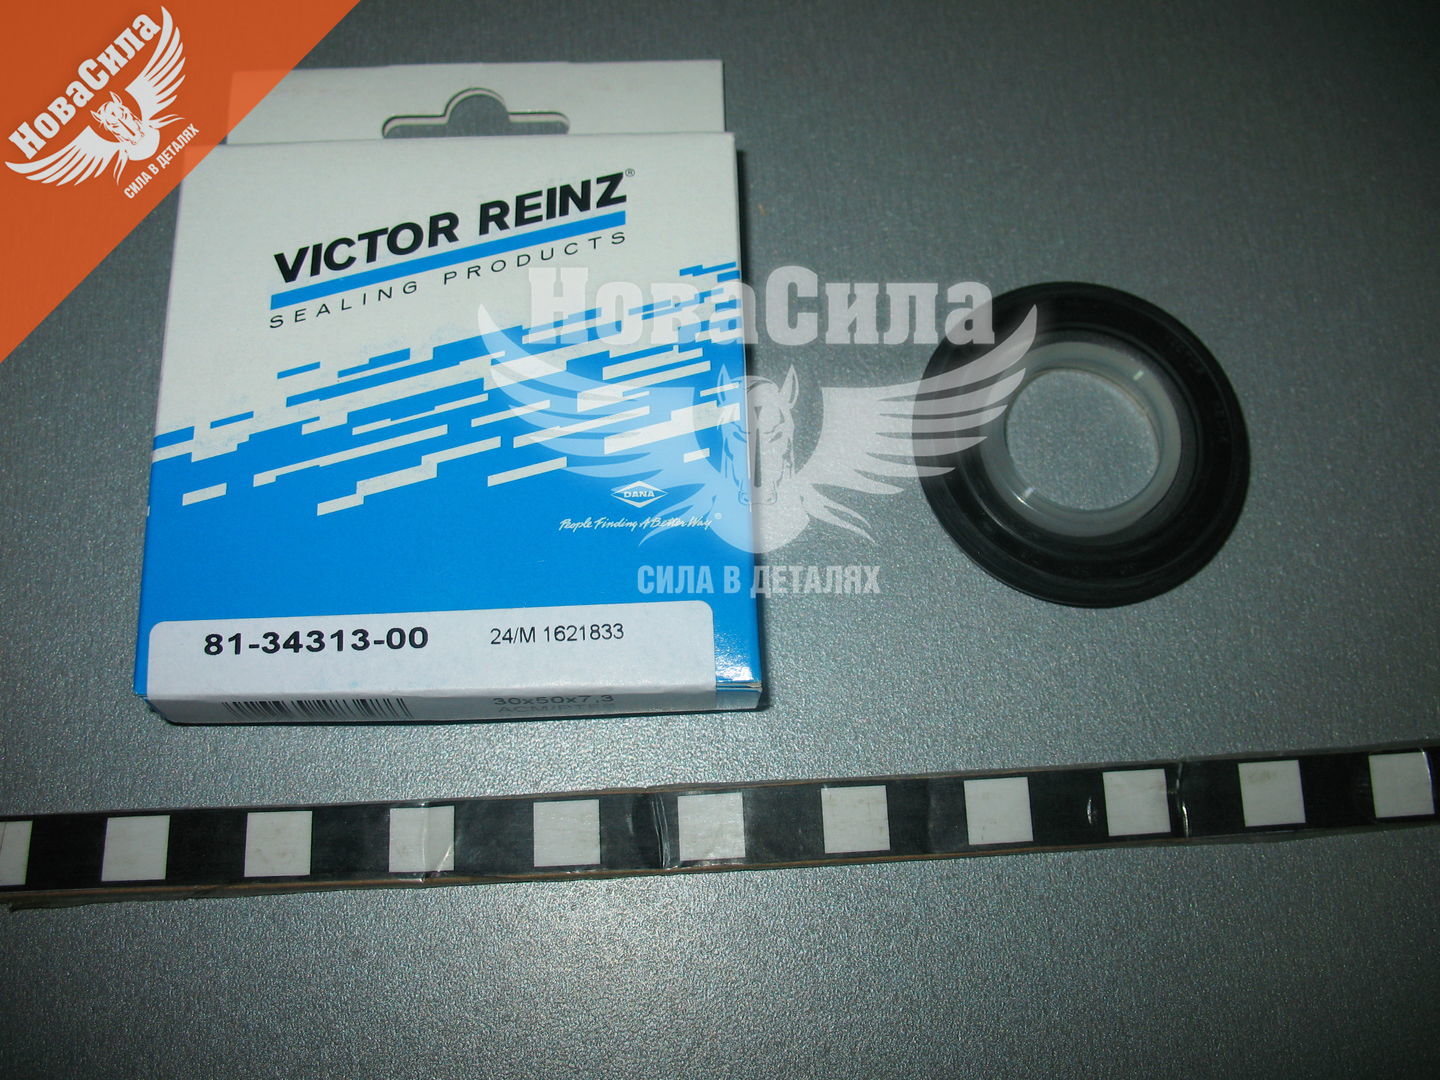 НоваСила
СИЛА В ДЕТАЛЯХ
VICTOR REINZ®
SEALING PRODUCTS
НоваСила
СИЛА В ДЕТАЛЯХ
DANA
People Finding A Better Way®
81-34313-00 24/M 1621833
30x50x7,3